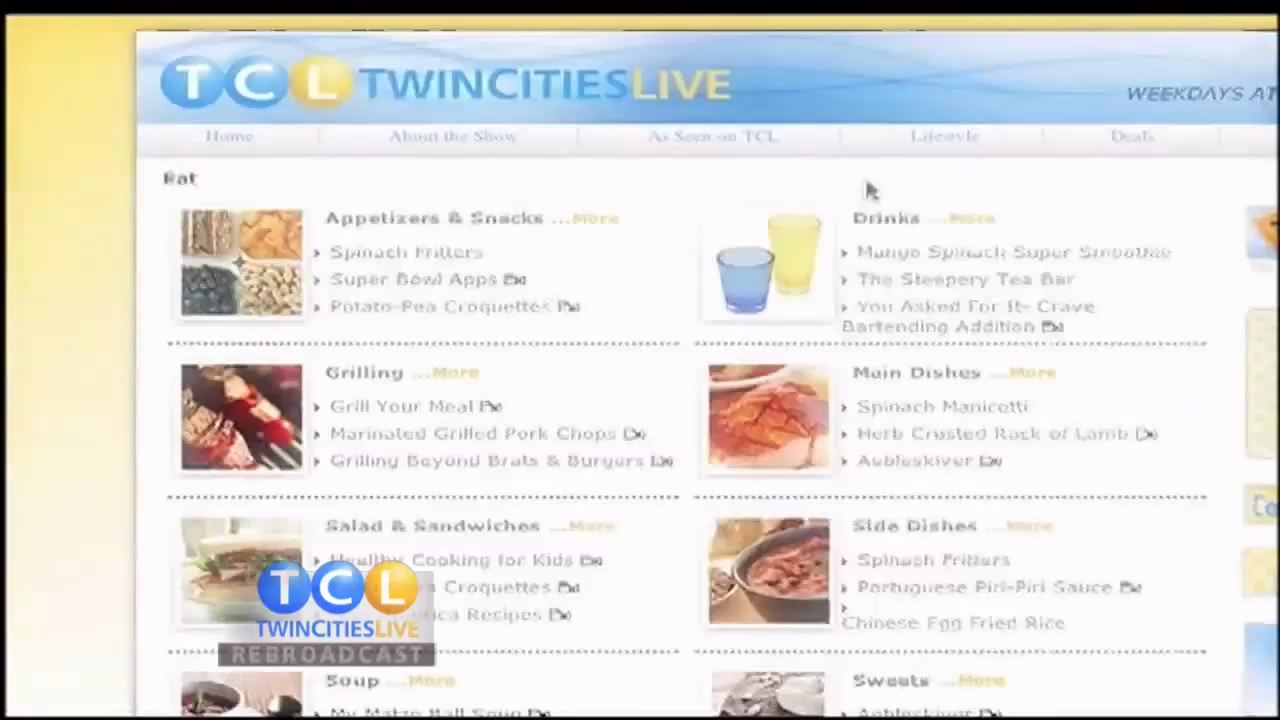 TCL TWINCITIESLIVE
WEEKDAYS AT
Home About the Show As Seen on TCL Lifestyle Deals
Eat
Appetizers & Snacks ...More
Spinach Fritters
Super Bowl Apps
Potato-Pea Croquettes
Drinks ...More
Mango Spinach Super Smoothie
The Steepery Tea Bar
You Asked For It- Crave
Bartending Addition
Grilling ...More
Grill Your Meal
Marinated Grilled Pork Chops
Grilling Beyond Brats & Burgers
Main Dishes ...More
Spinach Manicotti
Herb Crusted Rack of Lamb
Aebleskiver
Salad & Sandwiches ...More
Healthy Cooking for Kids
Croquettes
Recipes
Side Dishes ...More
Spinach Fritters
Portuguese Piri-Piri Sauce
Chinese Egg Fried Rice
Soup ...More
My Matzo Ball Soup
Sweets ...More
Aebleskiver
TCL
TWINCITIESLIVE
REBROADCAST